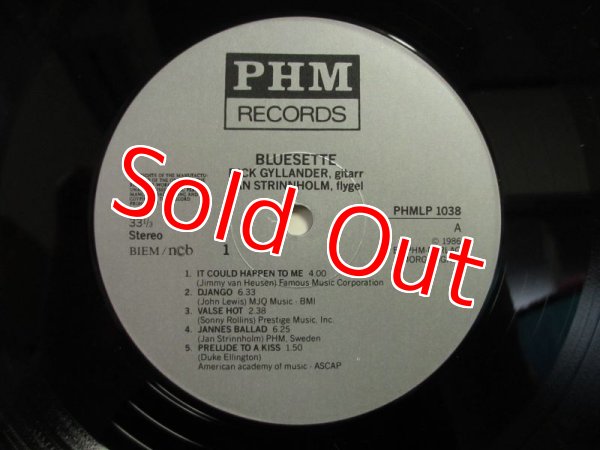 PHM
RECORDS
BLUESETTE
GYLLANDER, gitarr
STRINNHOLM, flygel
PHMLP 1038
A
33 1/3
Stereo
BIEM/ncb
1
℗ 1986
1. IT COULD HAPPEN TO ME 4.00
(Jimmy van Heusen) Famous Music Corporation
2. DJANGO 6.33
(John Lewis) MJQ Music - BMI
3. VALSE HOT 2.38
(Sonny Rollins) Prestige Music, Inc.
4. JANNES BALLAD 6.25
(Jan Strinnholm) PHM, Sweden
5 PRELUDE TO A KISS 1.50
(Duke Ellington)
American academy of music - ASCAP
Sold Out